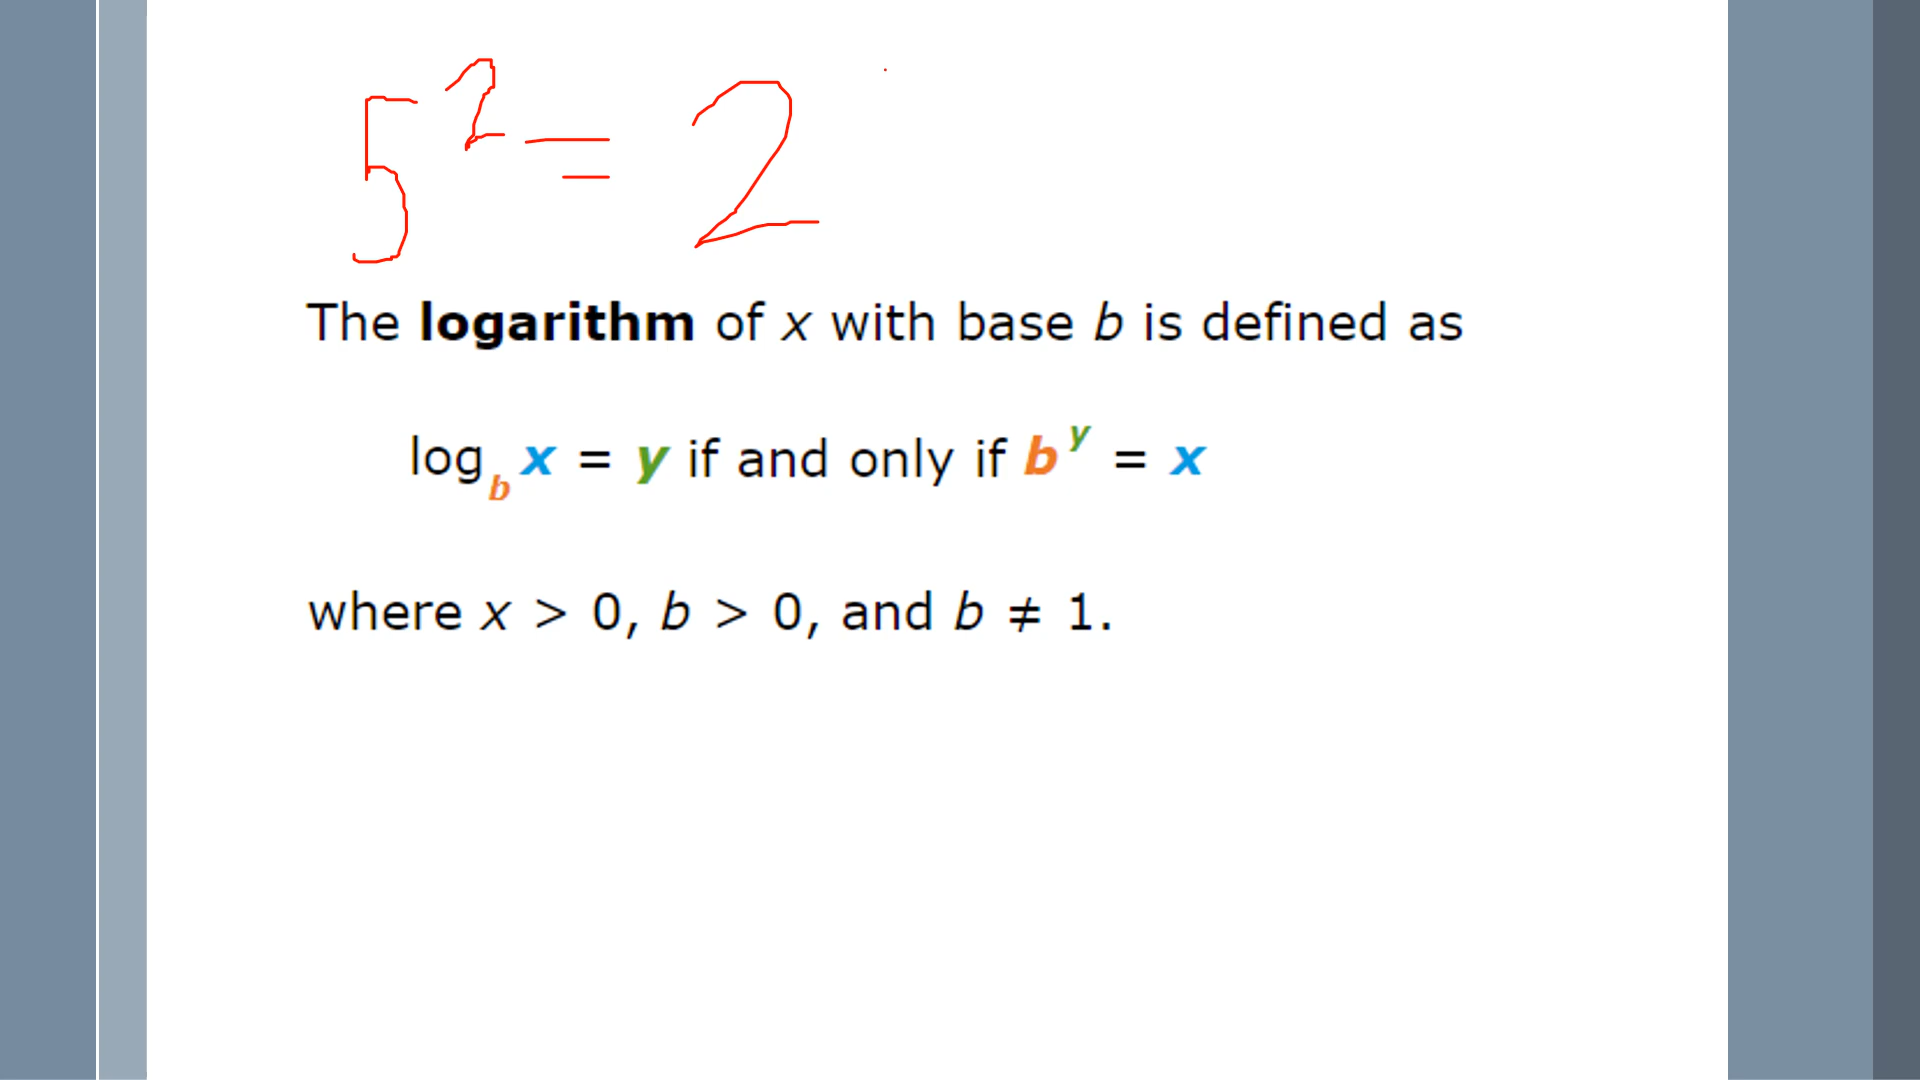 5² = 2
The logarithm of x with base b is defined as
log_b x = y if and only if b^y = x
where x > 0, b > 0, and b ≠ 1.